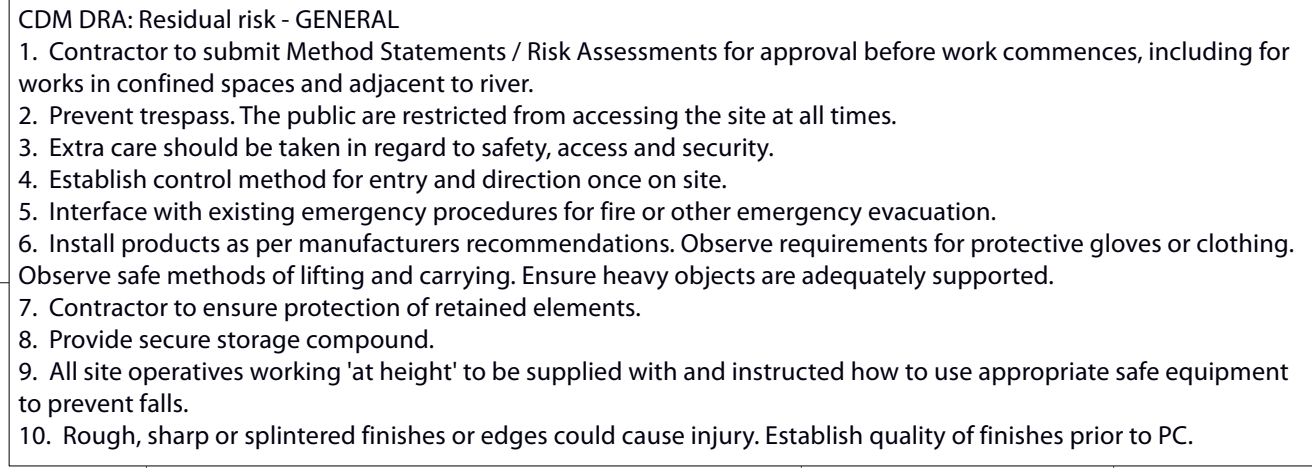 CDM DRA: Residual risk - GENERAL
1. Contractor to submit Method Statements / Risk Assessments for approval before work commences, including for
works in confined spaces and adjacent to river.
2. Prevent trespass. The public are restricted from accessing the site at all times.
3. Extra care should be taken in regard to safety, access and security.
4. Establish control method for entry and direction once on site.
5. Interface with existing emergency procedures for fire or other emergency evacuation.
6. Install products as per manufacturers recommendations. Observe requirements for protective gloves or clothing.
Observe safe methods of lifting and carrying. Ensure heavy objects are adequately supported.
7. Contractor to ensure protection of retained elements.
8. Provide secure storage compound.
9. All site operatives working 'at height' to be supplied with and instructed how to use appropriate safe equipment
to prevent falls.
10. Rough, sharp or splintered finishes or edges could cause injury. Establish quality of finishes prior to PC.